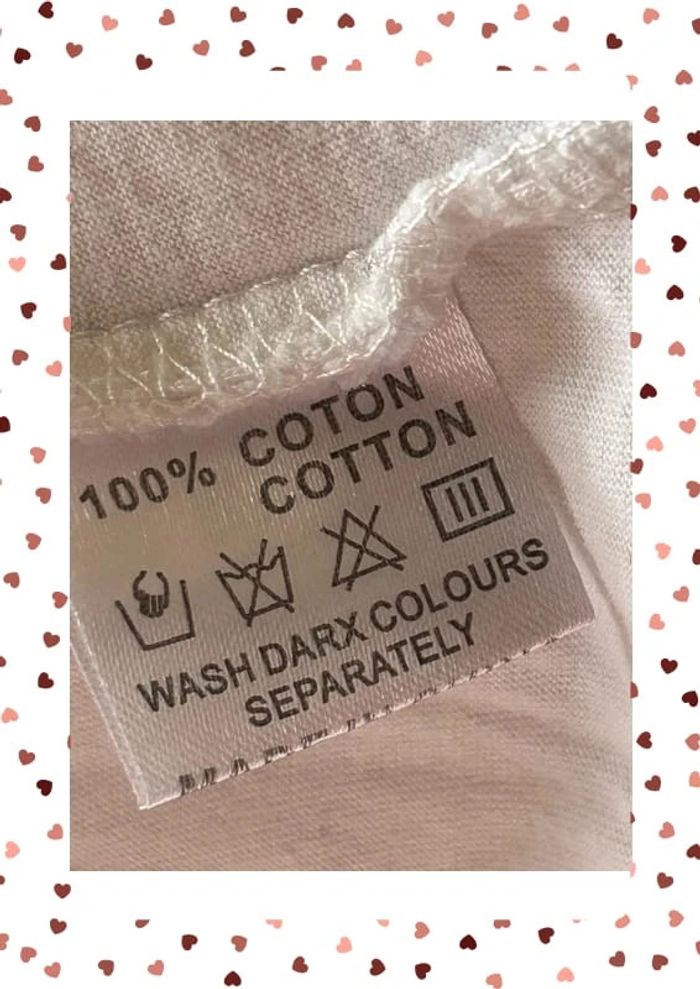 100% COTON
COTTON
WASH DARX COLOURS
SEPARATELY